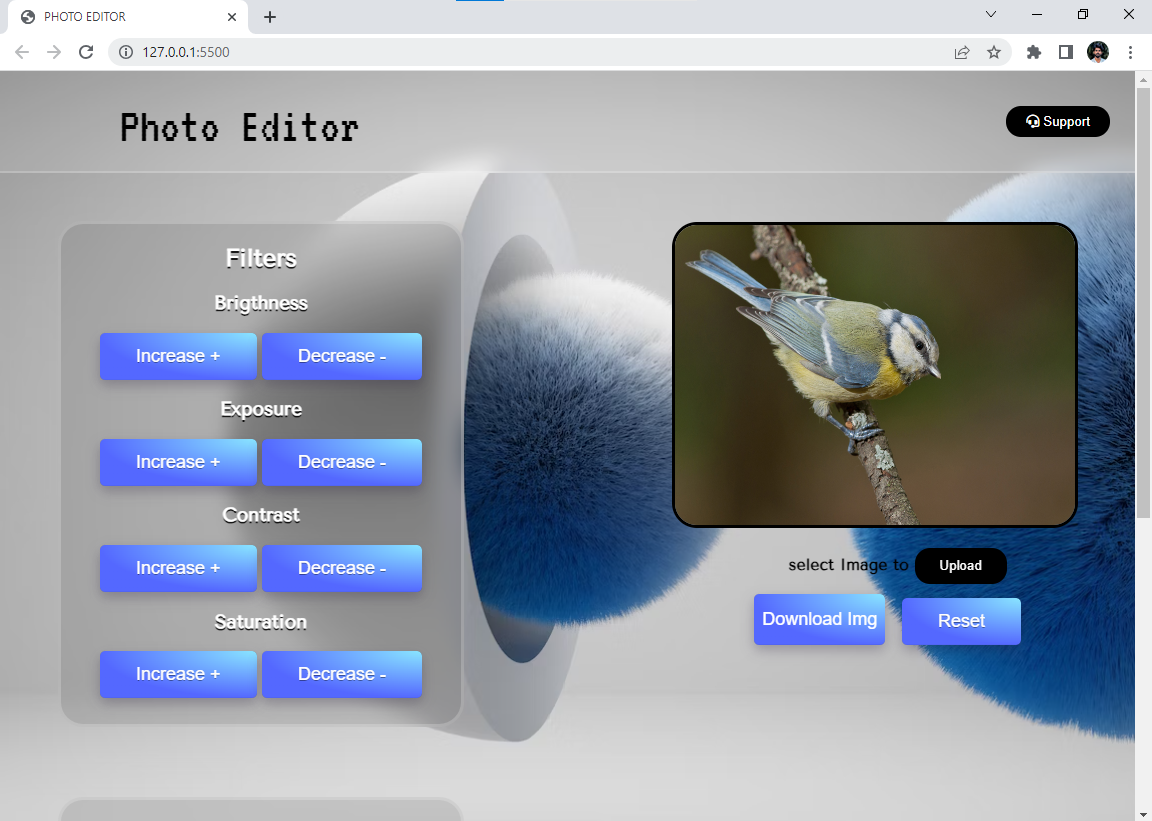 PHOTO EDITOR
127.0.0.1:5500
Photo Editor
Support
Filters
Brigthness
Increase + Decrease -
Exposure
Increase + Decrease -
Contrast
Increase + Decrease -
Saturation
Increase + Decrease -
select Image to Upload
Download Img Reset